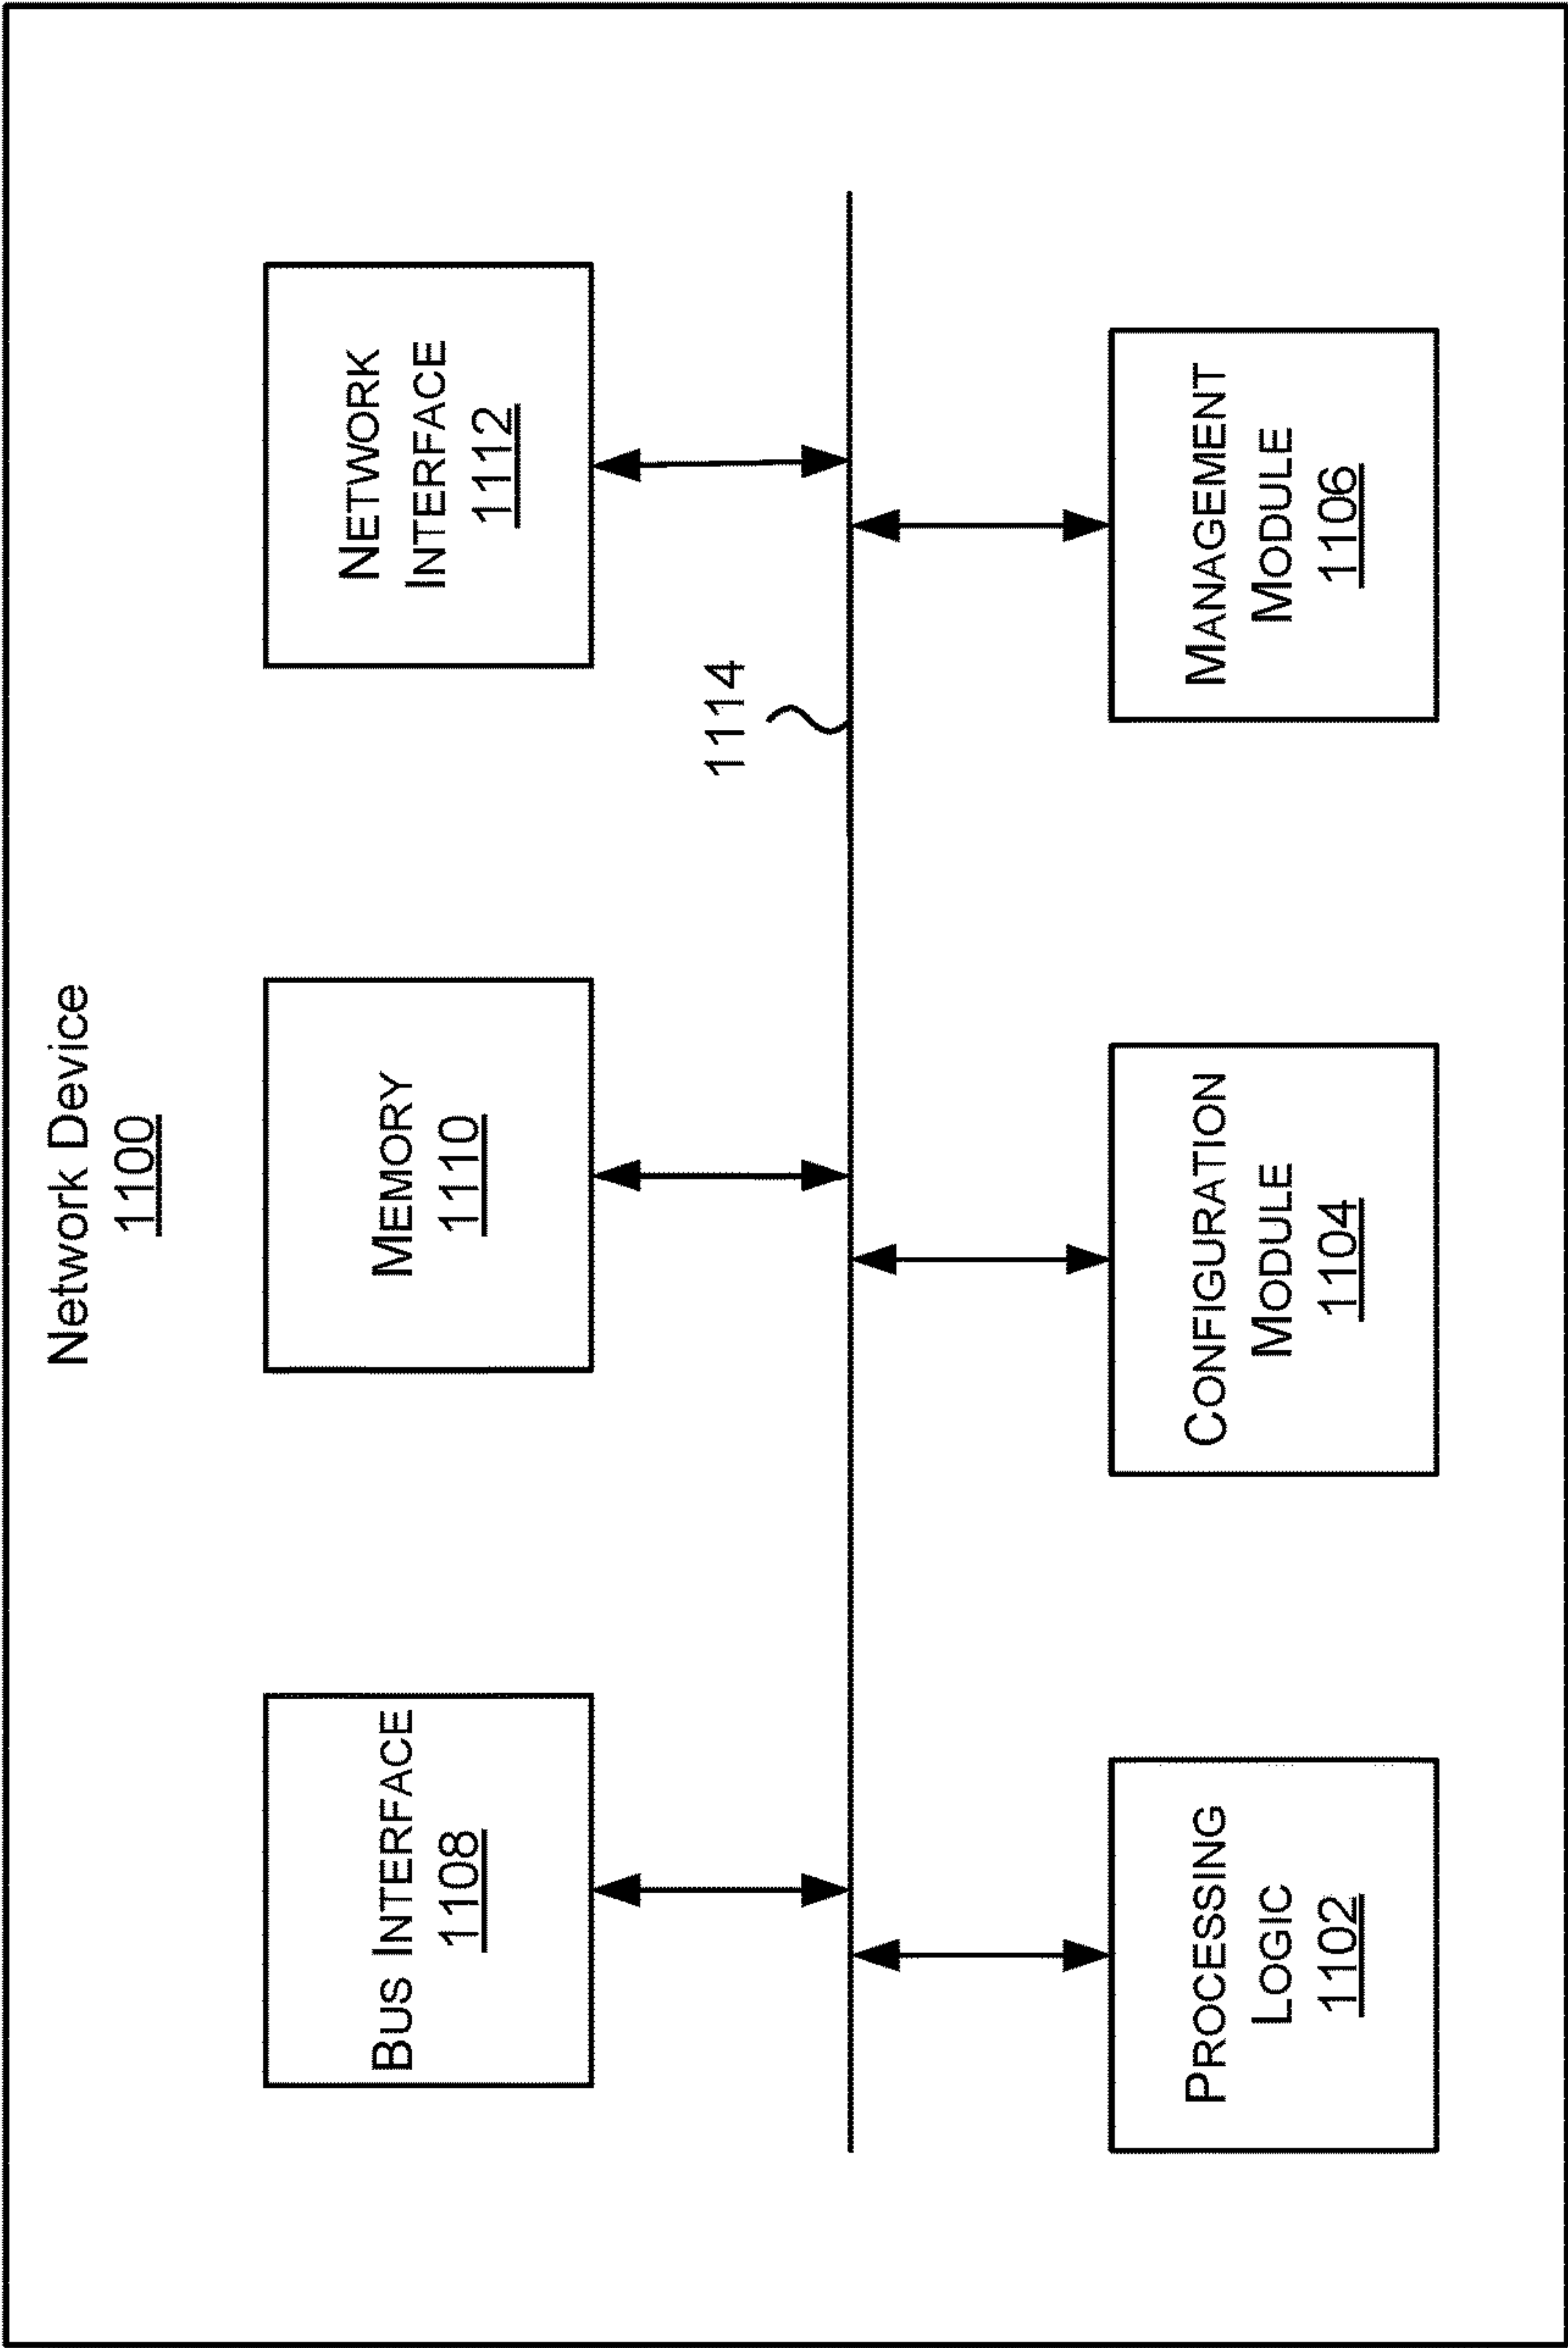 Network Device
1100
BUS INTERFACE
1108
MEMORY
1110
NETWORK
INTERFACE
1112
1114
PROCESSING
LOGIC
1102
CONFIGURATION
MODULE
1104
MANAGEMENT
MODULE
1106